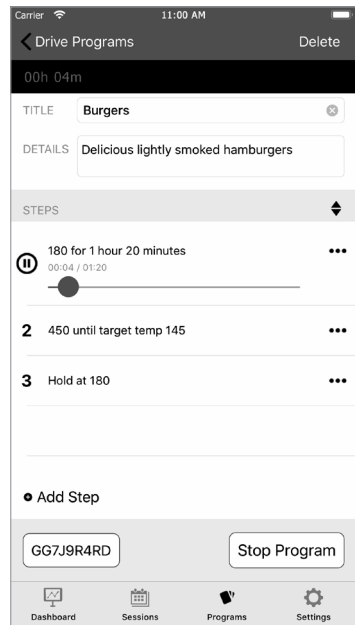 Carrier 11:00 AM
Drive Programs Delete
00h 04m
TITLE Burgers
DETAILS Delicious lightly smoked hamburgers
STEPS
180 for 1 hour 20 minutes
00:04 / 01:20
2 450 until target temp 145
3 Hold at 180
Add Step
GG7J9R4RD Stop Program
Dashboard Sessions Programs Settings